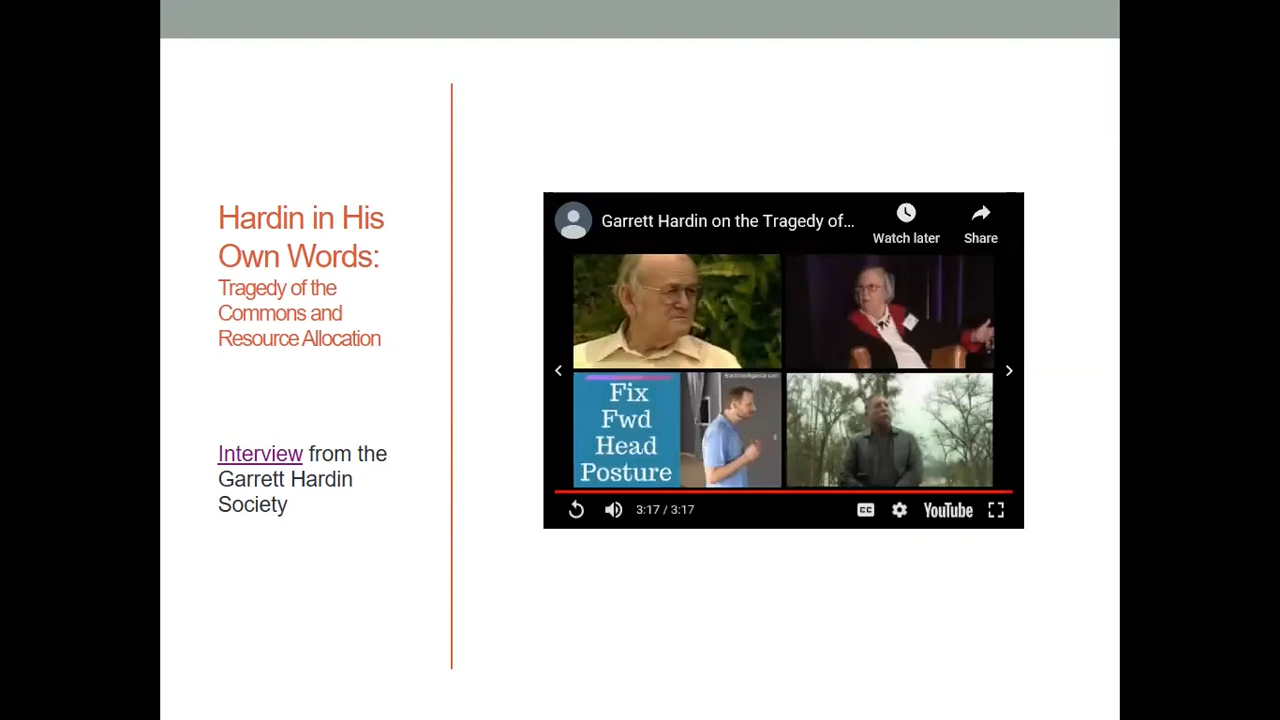 Hardin in His
Own Words:
Tragedy of the
Commons and
Resource Allocation
Interview from the
Garrett Hardin
Society
Garrett Hardin on the Tragedy of...
Watch later
Share
Fix
Fwd
Head
Posture
3:17 / 3:17
CC
YouTube